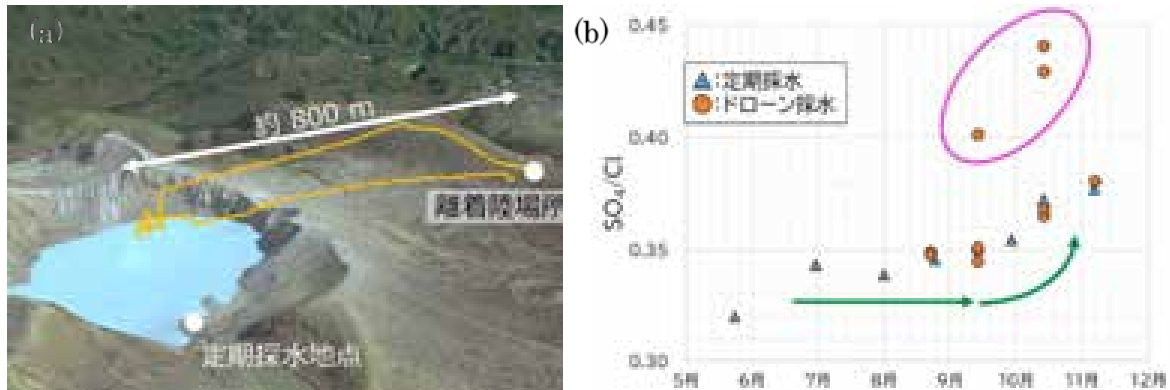 (a)
約 800 m
離着陸場所
定期採水地点
(b)
0.45
0.40
0.35
0.30
SO₄/Cl
▲:定期採水
●:ドローン採水
5月 6月 7月 8月 9月 10月 11月 12月